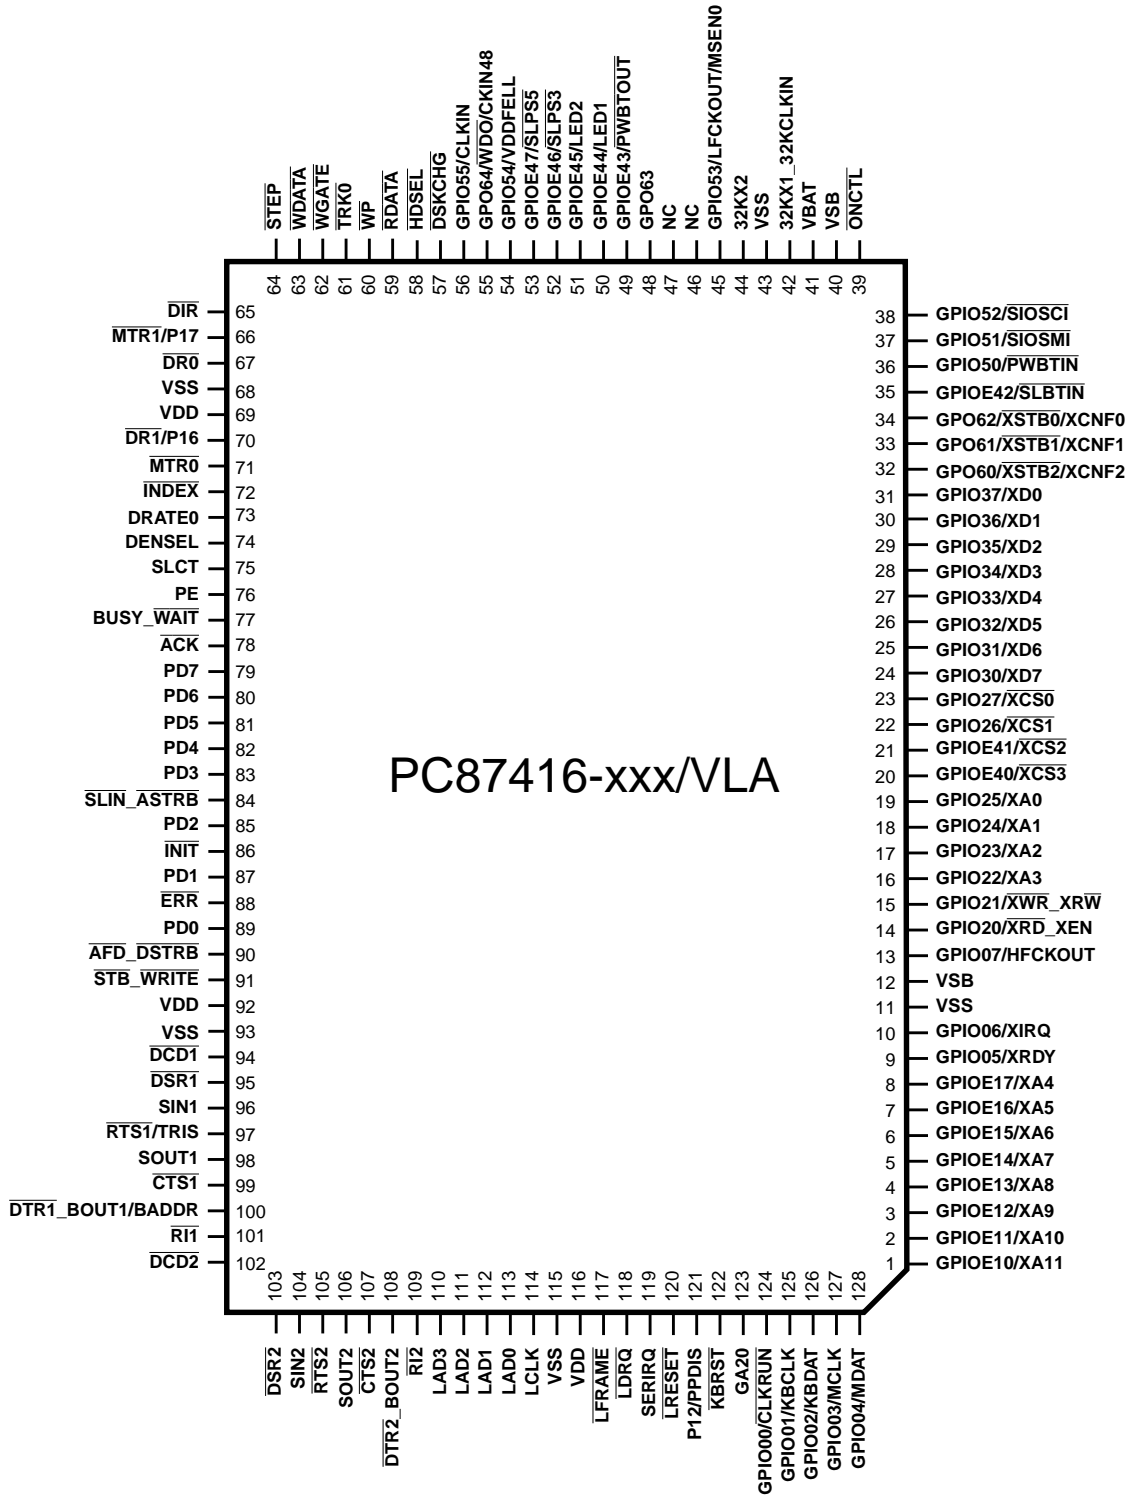 STEP
WDATA
WGATE
TRK0
WP
RDATA
HDSEL
DSKCHG
GPIO55/CLKIN
GPO64/WDO/CKIN48
GPIO54/VDDFELL
GPIOE47/SLPS5
GPIOE46/SLPS3
GPIOE45/LED2
GPIOE44/LED1
GPIOE43/PWBTOUT
GPO63
NC
NC
GPIO53/LFCKOUT/MSEN0
32KX2
VSS
32KX1_32KCLKIN
VBAT
VSB
ONCTL
64
63
62
61
60
59
58
57
56
55
54
53
52
51
50
49
48
47
46
45
44
43
42
41
40
39
DIR 65
MTR1/P17 66
DR0 67
VSS 68
VDD 69
DR1/P16 70
MTR0 71
INDEX 72
DRATE0 73
DENSEL 74
SLCT 75
PE 76
BUSY_WAIT 77
ACK 78
PD7 79
PD6 80
PD5 81
PD4 82
PD3 83
SLIN_ASTRB 84
PD2 85
INIT 86
PD1 87
ERR 88
PD0 89
AFD_DSTRB 90
STB_WRITE 91
VDD 92
VSS 93
DCD1 94
DSR1 95
SIN1 96
RTS1/TRIS 97
SOUT1 98
CTS1 99
DTR1_BOUT1/BADDR 100
RI1 101
DCD2 102
PC87416-xxx/VLA
38 GPIO52/SIOSCI
37 GPIO51/SIOSMI
36 GPIO50/PWBTIN
35 GPIOE42/SLBTIN
34 GPO62/XSTB0/XCNF0
33 GPO61/XSTB1/XCNF1
32 GPO60/XSTB2/XCNF2
31 GPIO37/XD0
30 GPIO36/XD1
29 GPIO35/XD2
28 GPIO34/XD3
27 GPIO33/XD4
26 GPIO32/XD5
25 GPIO31/XD6
24 GPIO30/XD7
23 GPIO27/XCS0
22 GPIO26/XCS1
21 GPIOE41/XCS2
20 GPIOE40/XCS3
19 GPIO25/XA0
18 GPIO24/XA1
17 GPIO23/XA2
16 GPIO22/XA3
15 GPIO21/XWR_XRW
14 GPIO20/XRD_XEN
13 GPIO07/HFCKOUT
12 VSB
11 VSS
10 GPIO06/XIRQ
9 GPIO05/XRDY
8 GPIOE17/XA4
7 GPIOE16/XA5
6 GPIOE15/XA6
5 GPIOE14/XA7
4 GPIOE13/XA8
3 GPIOE12/XA9
2 GPIOE11/XA10
1 GPIOE10/XA11
103
104
105
106
107
108
109
110
111
112
113
114
115
116
117
118
119
120
121
122
123
124
125
126
127
128
DSR2
SIN2
RTS2
SOUT2
CTS2
DTR2_BOUT2
RI2
LAD3
LAD2
LAD1
LAD0
LCLK
VSS
VDD
LFRAME
LDRQ
SERIRQ
LRESET
P12/PPDIS
KBRST
GA20
GPIO00/CLKRUN
GPIO01/KBCLK
GPIO02/KBDAT
GPIO03/MCLK
GPIO04/MDAT